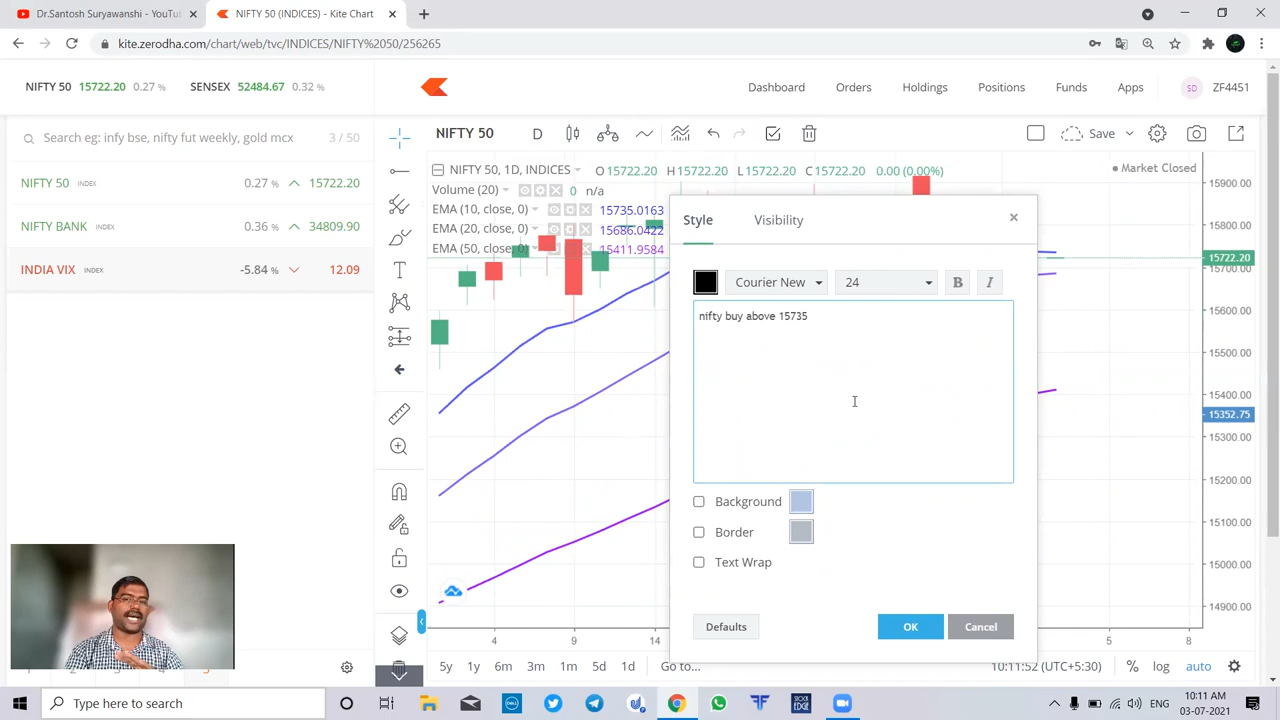 Dr.Santosh Suryawanshi - YouTu
NIFTY 50 (INDICES) - Kite Chart
kite.zerodha.com/chart/web/tvc/INDICES/NIFTY%2050/256265
NIFTY 50 15722.20 0.27 % SENSEX 52484.67 0.32 %
Dashboard Orders Holdings Positions Funds Apps SD ZF4451
Search eg: infy bse, nifty fut weekly, gold mcx 3 / 50
NIFTY 50 INDEX 0.27 % 15722.20
NIFTY BANK INDEX 0.36 % 34809.90
INDIA VIX INDEX -5.84 % 12.09
NIFTY 50 D Save
NIFTY 50, 1D, INDICES O15722.20 H15722.20 L15722.20 C15722.20 0.00 (0.00%)
Market Closed
Volume (20) 0 n/a
EMA (10, close, 0) 15735.0163
EMA (20, close, 0) 15686.0422
EMA (50, close, 0) 15411.9584
Style Visibility
Courier New 24 B I
nifty buy above 15735
Background
Border
Text Wrap
Defaults OK Cancel
15900.00
15800.00
15722.20
15700.00
15600.00
15500.00
15400.00
15352.75
15300.00
15200.00
15100.00
15000.00
14900.00
4 9 14 5 8
5y 1y 6m 3m 1m 5d 1d Go to... 10:11:52 (UTC+5:30) % log auto
Type here to search
ENG
10:11 AM
03-07-2021